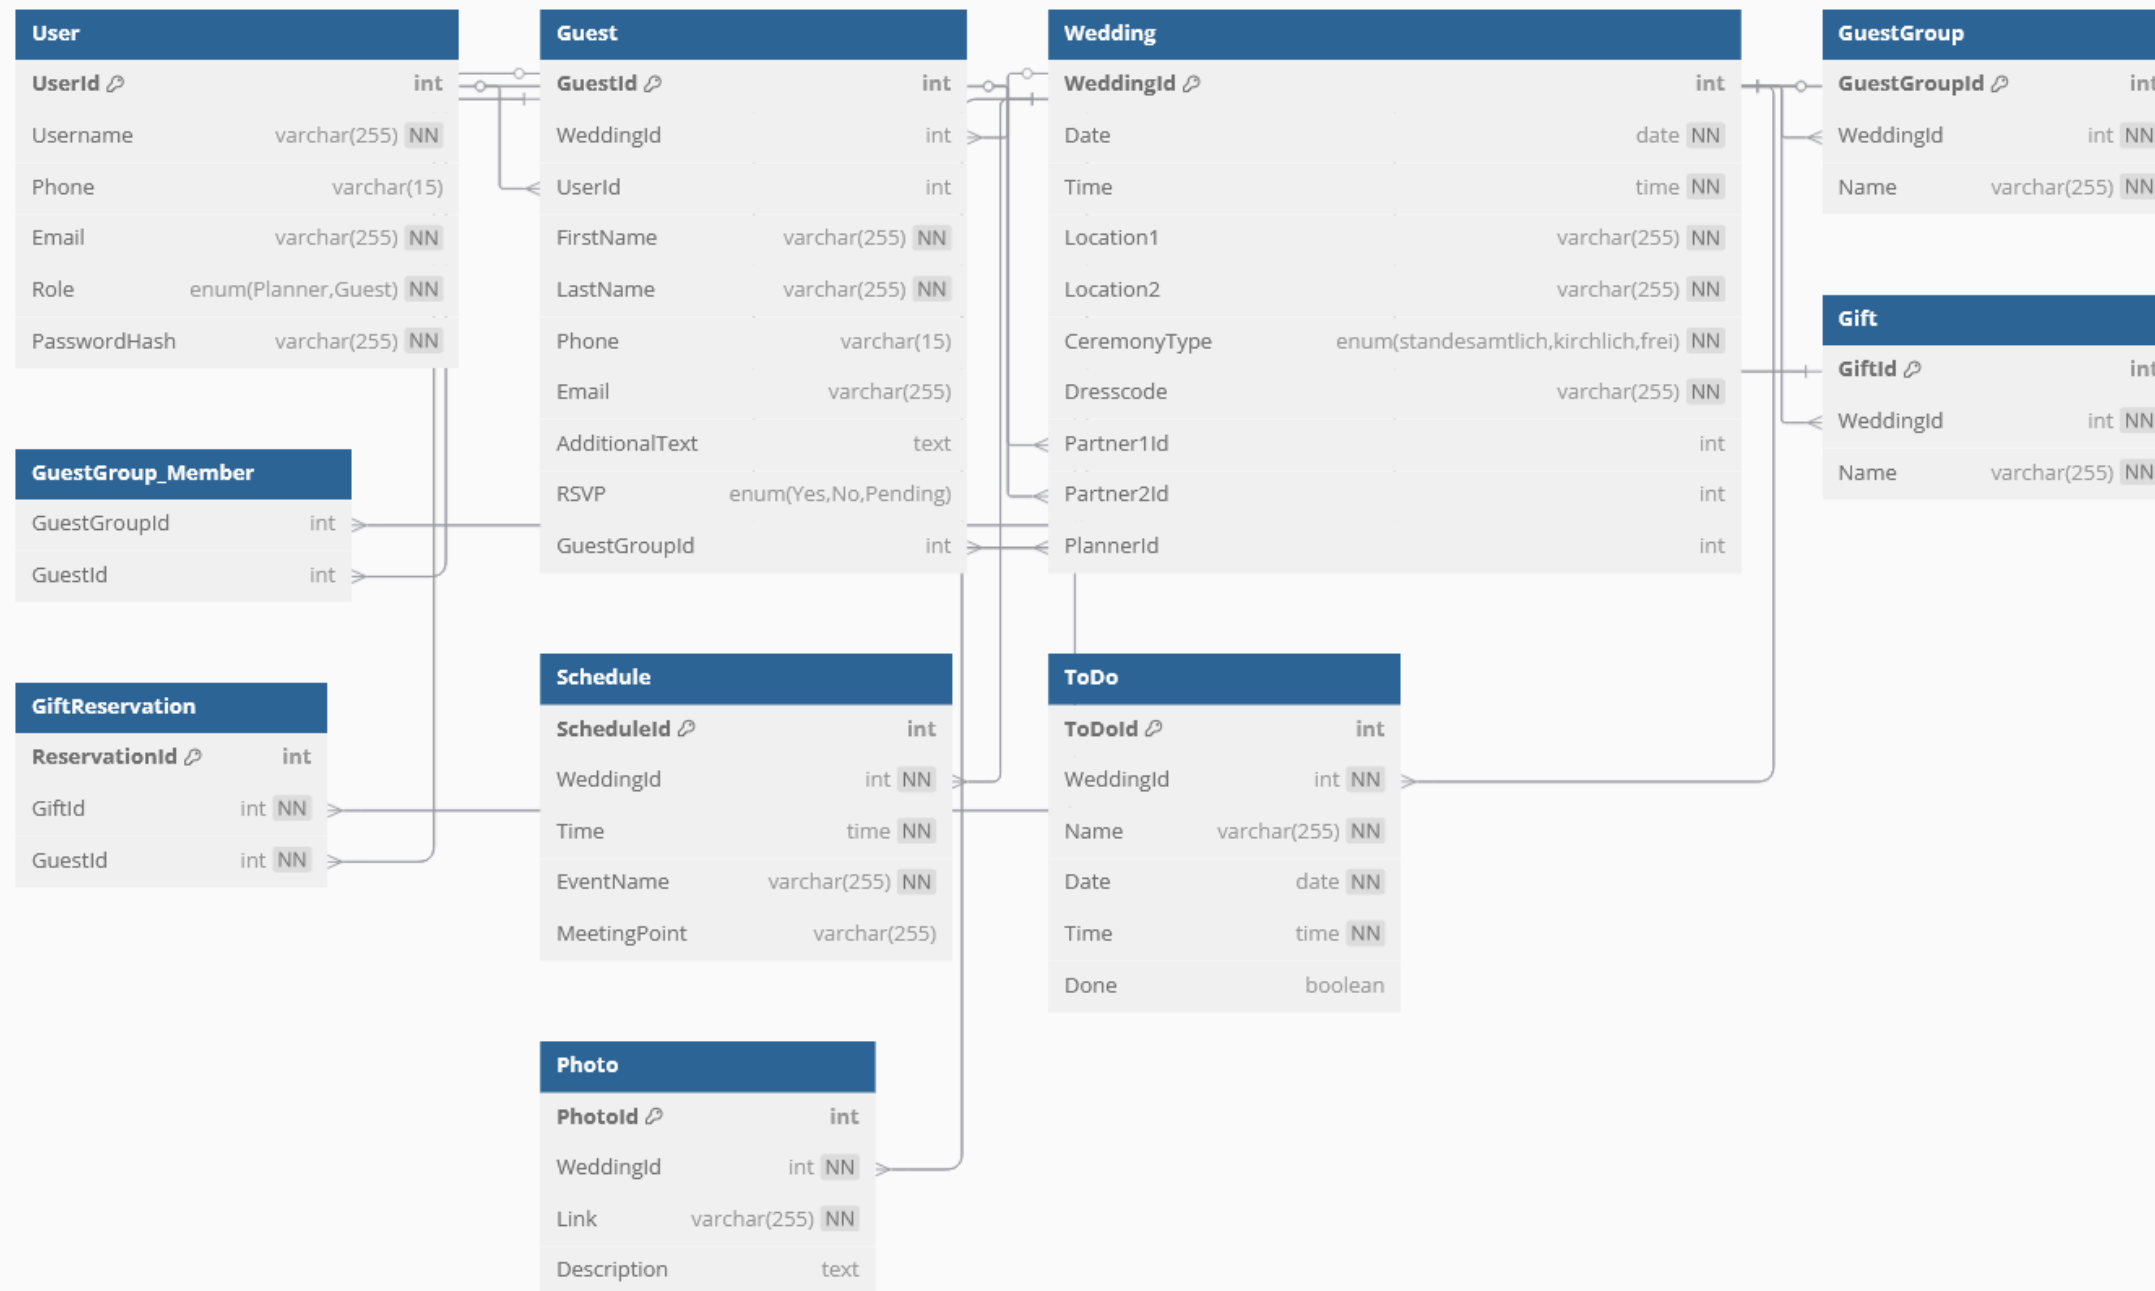 User
UserId int
Username varchar(255) NN
Phone varchar(15)
Email varchar(255) NN
Role enum(Planner,Guest) NN
PasswordHash varchar(255) NN
Guest
GuestId int
WeddingId int
UserId int
FirstName varchar(255) NN
LastName varchar(255) NN
Phone varchar(15)
Email varchar(255)
AdditionalText text
RSVP enum(Yes,No,Pending)
GuestGroupId int
Wedding
WeddingId int
Date date NN
Time time NN
Location1 varchar(255) NN
Location2 varchar(255) NN
CeremonyType enum(standesamtlich,kirchlich,frei) NN
Dresscode varchar(255) NN
Partner1Id int
Partner2Id int
PlannerId int
GuestGroup
GuestGroupId int
WeddingId int NN
Name varchar(255) NN
Gift
GiftId int
WeddingId int NN
Name varchar(255) NN
GuestGroup_Member
GuestGroupId int
GuestId int
GiftReservation
ReservationId int
GiftId int NN
GuestId int NN
Schedule
ScheduleId int
WeddingId int NN
Time time NN
EventName varchar(255) NN
MeetingPoint varchar(255)
ToDo
ToDoId int
WeddingId int NN
Name varchar(255) NN
Date date NN
Time time NN
Done boolean
Photo
PhotoId int
WeddingId int NN
Link varchar(255) NN
Description text